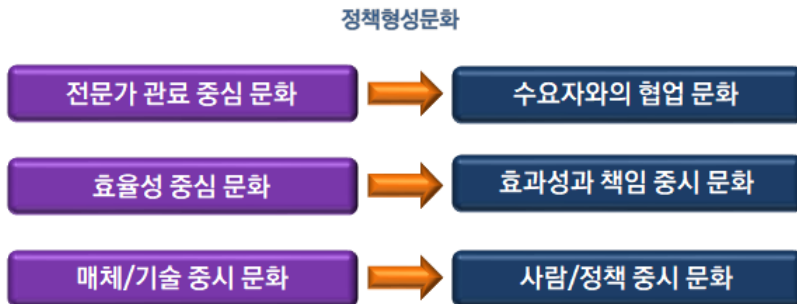 정책형성문화
전문가 관료 중심 문화
수요자와의 협업 문화
효율성 중심 문화
효과성과 책임 중시 문화
매체/기술 중시 문화
사람/정책 중시 문화